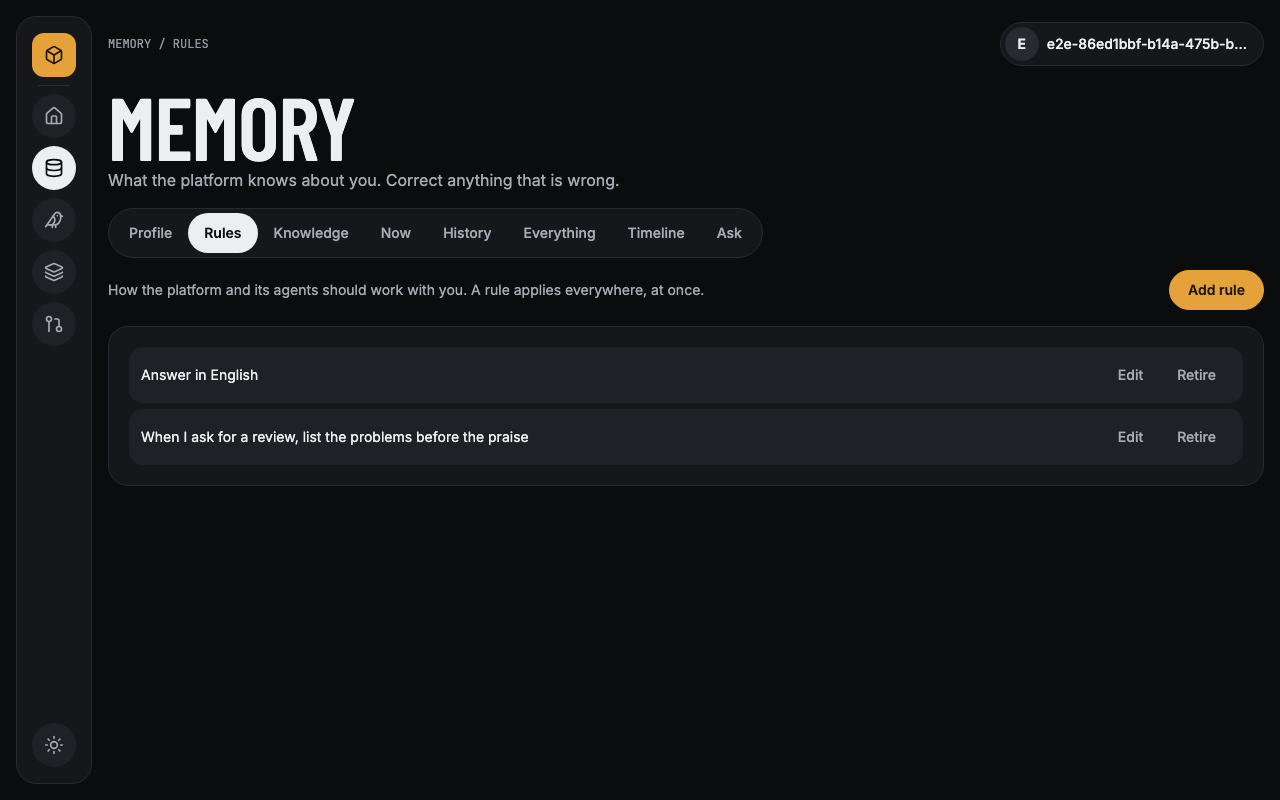 MEMORY / RULES
E e2e-86ed1bbf-b14a-475b-b...
MEMORY
What the platform knows about you. Correct anything that is wrong.
Profile Rules Knowledge Now History Everything Timeline Ask
How the platform and its agents should work with you. A rule applies everywhere, at once. Add rule
Answer in English Edit Retire
When I ask for a review, list the problems before the praise Edit Retire